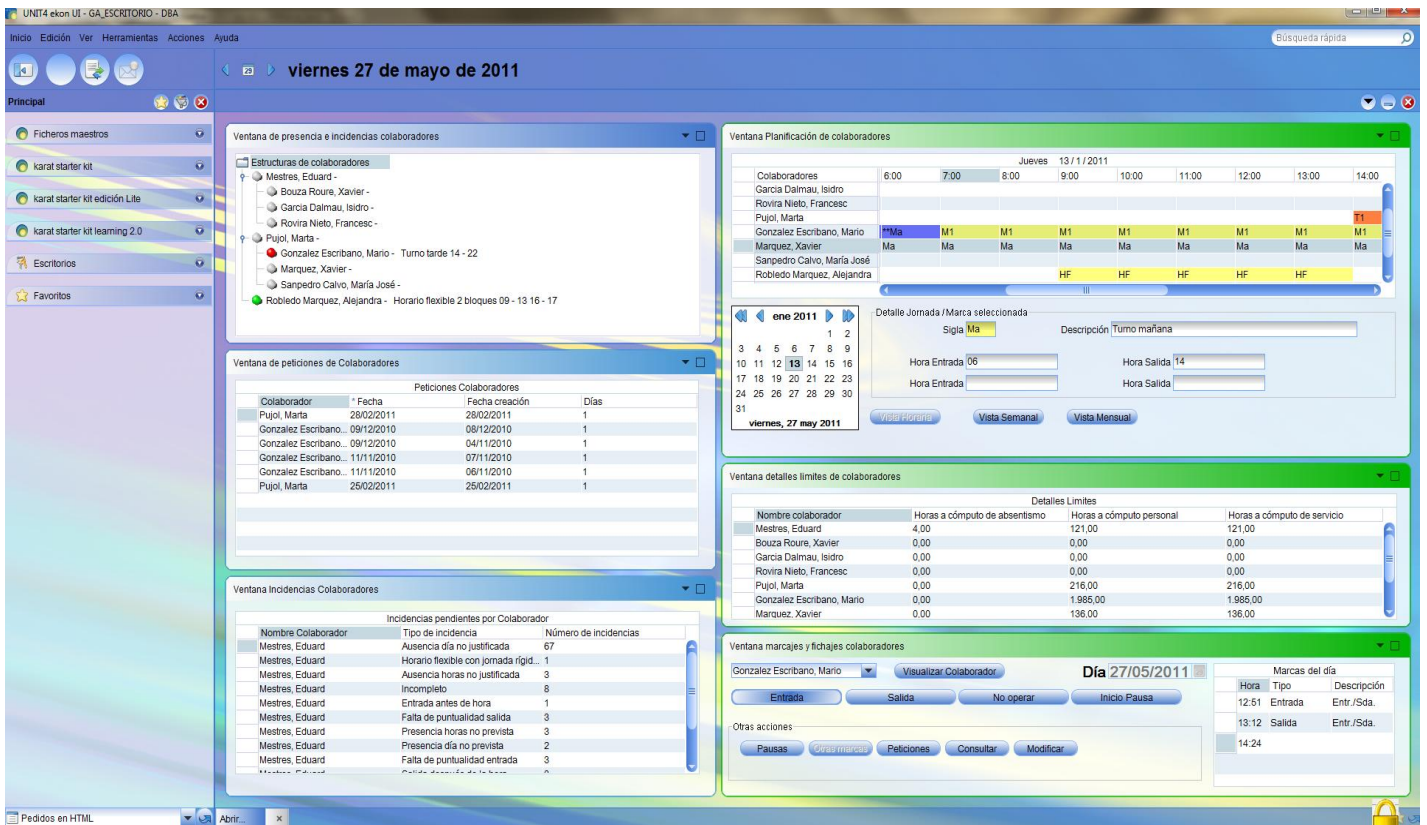 UNIT4 ekon UI - GA_ESCRITORIO - DBA
Inicio Edición Ver Herramientas Acciones Ayuda
Búsqueda rápida
29 viernes 27 de mayo de 2011
Principal
Ficheros maestros
karat starter kit
karat starter kit edición Lite
karat starter kit learning 2.0
Escritorios
Favoritos
Ventana de presencia e incidencias colaboradores
Estructuras de colaboradores
Mestres, Eduard -
Bouza Roure, Xavier -
Garcia Dalmau, Isidro -
Rovira Nieto, Francesc -
Pujol, Marta -
Gonzalez Escribano, Mario - Turno tarde 14 - 22
Marquez, Xavier -
Sanpedro Calvo, María José -
Robledo Marquez, Alejandra - Horario flexible 2 bloques 09 - 13 16 - 17
Ventana de peticiones de Colaboradores
Peticiones Colaboradores
Colaborador * Fecha Fecha creación Días
Pujol, Marta 28/02/2011 28/02/2011 1
Gonzalez Escribano... 09/12/2010 08/12/2010 1
Gonzalez Escribano... 09/12/2010 04/11/2010 1
Gonzalez Escribano... 11/11/2010 07/11/2010 1
Gonzalez Escribano... 11/11/2010 06/11/2010 1
Pujol, Marta 25/02/2011 25/02/2011 1
Ventana Incidencias Colaboradores
Incidencias pendientes por Colaborador
Nombre Colaborador Tipo de incidencia Número de incidencias
Mestres, Eduard Ausencia día no justificada 67
Mestres, Eduard Horario flexible con jornada rígid... 1
Mestres, Eduard Ausencia horas no justificada 3
Mestres, Eduard Incompleto 8
Mestres, Eduard Entrada antes de hora 1
Mestres, Eduard Falta de puntualidad salida 3
Mestres, Eduard Presencia horas no prevista 3
Mestres, Eduard Presencia día no prevista 2
Mestres, Eduard Falta de puntualidad entrada 3
Ventana Planificación de colaboradores
Jueves 13 / 1 / 2011
Colaboradores 6:00 7:00 8:00 9:00 10:00 11:00 12:00 13:00 14:00
Garcia Dalmau, Isidro
Rovira Nieto, Francesc
Pujol, Marta T1
Gonzalez Escribano, Mario **Ma M1 M1 M1 M1 M1 M1 M1 M1
Marquez, Xavier Ma Ma Ma Ma Ma Ma Ma Ma Ma
Sanpedro Calvo, María José
Robledo Marquez, Alejandra HF HF HF HF HF
ene 2011
1 2
3 4 5 6 7 8 9
10 11 12 13 14 15 16
17 18 19 20 21 22 23
24 25 26 27 28 29 30
31
viernes, 27 may 2011
Detalle Jornada / Marca seleccionada
Sigla Ma Descripción Turno mañana
Hora Entrada 06 Hora Salida 14
Hora Entrada Hora Salida
Vista Horaria Vista Semanal Vista Mensual
Ventana detalles limites de colaboradores
Detalles Limites
Nombre colaborador Horas a cómputo de absentismo Horas a cómputo personal Horas a cómputo de servicio
Mestres, Eduard 4,00 121,00 121,00
Bouza Roure, Xavier 0,00 0,00 0,00
Garcia Dalmau, Isidro 0,00 0,00 0,00
Rovira Nieto, Francesc 0,00 0,00 0,00
Pujol, Marta 0,00 216,00 216,00
Gonzalez Escribano, Mario 0,00 1.985,00 1.985,00
Marquez, Xavier 0,00 136,00 136,00
Ventana marcajes y fichajes colaboradores
Gonzalez Escribano, Mario Visualizar Colaborador Día 27/05/2011
Entrada Salida No operar Inicio Pausa
Otras acciones
Pausas Otras marcas Peticiones Consultar Modificar
Marcas del día
Hora Tipo Descripción
12:51 Entrada Entr./Sda.
13:12 Salida Entr./Sda.
14:24
Pedidos en HTML Abrir...